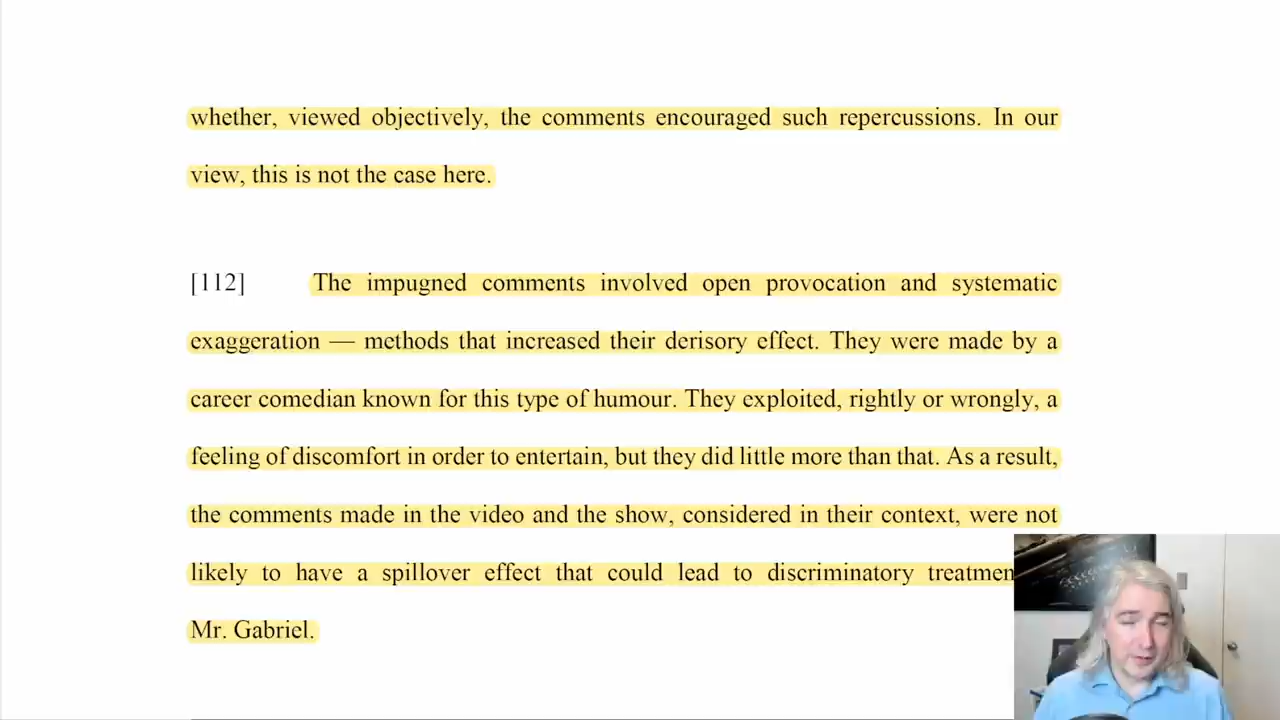 whether, viewed objectively, the comments encouraged such repercussions. In our
view, this is not the case here.
[112] The impugned comments involved open provocation and systematic
exaggeration — methods that increased their derisory effect. They were made by a
career comedian known for this type of humour. They exploited, rightly or wrongly, a
feeling of discomfort in order to entertain, but they did little more than that. As a result,
the comments made in the video and the show, considered in their context, were not
likely to have a spillover effect that could lead to discriminatory
Mr. Gabriel.